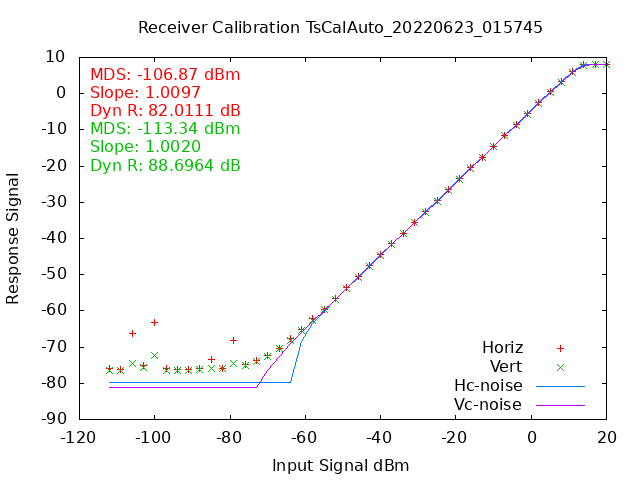 Receiver Calibration TsCalAuto_20220623_015745
10
0
-10
-20
-30
-40
-50
-60
-70
-80
-90
MDS: -106.87 dBm
Slope: 1.0097
Dyn R: 82.0111 dB
MDS: -113.34 dBm
Slope: 1.0020
Dyn R: 88.6964 dB
Response Signal
Horiz
Vert
Hc-noise
Vc-noise
-120 -100 -80 -60 -40 -20 0 20
Input Signal dBm